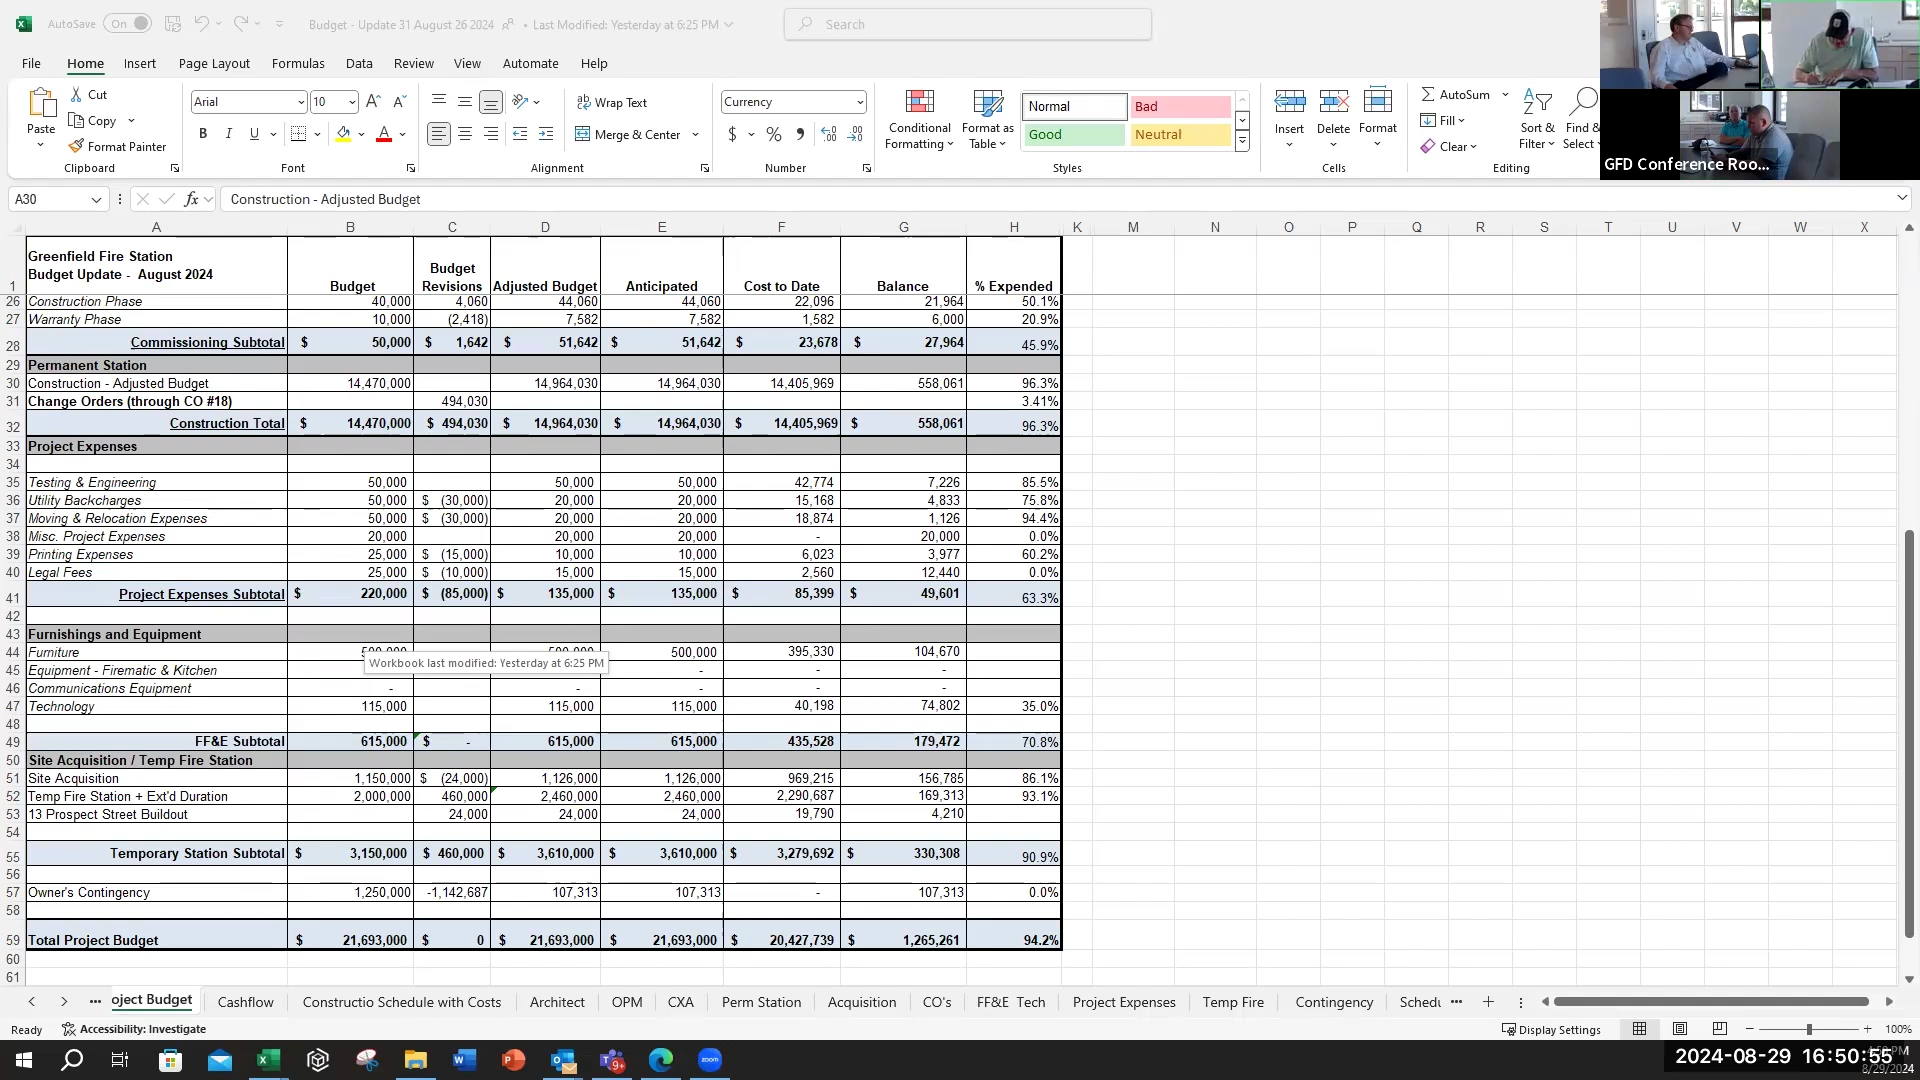 AutoSave On Budget - Update 31 August 26 2024 • Last Modified: Yesterday at 6:25 PM Search
File Home Insert Page Layout Formulas Data Review View Automate Help
Paste Cut Copy Format Painter Clipboard
Arial 10 B I U Font
Wrap Text Merge & Center Alignment
Currency $ % Number
Conditional Formatting Format as Table Normal Bad Good Neutral Styles
Insert Delete Format Cells
AutoSum Fill Clear Sort & Filter Find & Select Editing
GFD Conference Roo...
A30 fx Construction - Adjusted Budget
A B C D E F G H K M N O P Q R S T U V W X
Greenfield Fire Station
Budget Update - August 2024
1 Budget Budget Revisions Adjusted Budget Anticipated Cost to Date Balance % Expended
26 Construction Phase 40,000 4,060 44,060 44,060 22,096 21,964 50.1%
27 Warranty Phase 10,000 (2,418) 7,582 7,582 1,582 6,000 20.9%
28 Commissioning Subtotal $ 50,000 $ 1,642 $ 51,642 $ 51,642 $ 23,678 $ 27,964 45.9%
29 Permanent Station
30 Construction - Adjusted Budget 14,470,000 14,964,030 14,964,030 14,405,969 558,061 96.3%
31 Change Orders (through CO #18) 494,030 3.41%
32 Construction Total $ 14,470,000 $ 494,030 $ 14,964,030 $ 14,964,030 $ 14,405,969 $ 558,061 96.3%
33 Project Expenses
34
35 Testing & Engineering 50,000 50,000 50,000 42,774 7,226 85.5%
36 Utility Backcharges 50,000 $ (30,000) 20,000 20,000 15,168 4,833 75.8%
37 Moving & Relocation Expenses 50,000 $ (30,000) 20,000 20,000 18,874 1,126 94.4%
38 Misc. Project Expenses 20,000 20,000 20,000 - 20,000 0.0%
39 Printing Expenses 25,000 $ (15,000) 10,000 10,000 6,023 3,977 60.2%
40 Legal Fees 25,000 $ (10,000) 15,000 15,000 2,560 12,440 0.0%
41 Project Expenses Subtotal $ 220,000 $ (85,000) $ 135,000 $ 135,000 $ 85,399 $ 49,601 63.3%
42
43 Furnishings and Equipment
44 Furniture 500,000 500,000 500,000 395,330 104,670
Workbook last modified: Yesterday at 6:25 PM
45 Equipment - Firematic & Kitchen - - -
46 Communications Equipment - - - - -
47 Technology 115,000 115,000 115,000 40,198 74,802 35.0%
48
49 FF&E Subtotal 615,000 $ - 615,000 615,000 435,528 179,472 70.8%
50 Site Acquisition / Temp Fire Station
51 Site Acquisition 1,150,000 $ (24,000) 1,126,000 1,126,000 969,215 156,785 86.1%
52 Temp Fire Station + Ext'd Duration 2,000,000 460,000 2,460,000 2,460,000 2,290,687 169,313 93.1%
53 13 Prospect Street Buildout 24,000 24,000 24,000 19,790 4,210
54
55 Temporary Station Subtotal $ 3,150,000 $ 460,000 $ 3,610,000 $ 3,610,000 $ 3,279,692 $ 330,308 90.9%
56
57 Owner's Contingency 1,250,000 -1,142,687 107,313 107,313 - 107,313 0.0%
58
59 Total Project Budget $ 21,693,000 $ 0 $ 21,693,000 $ 21,693,000 $ 20,427,739 $ 1,265,261 94.2%
60
61
oject Budget Cashflow Constructio Schedule with Costs Architect OPM CXA Perm Station Acquisition CO's FF&E Tech Project Expenses Temp Fire Contingency Schedu
Ready Accessibility: Investigate Display Settings 100%
2024-08-29 16:50:55
8/29/2024